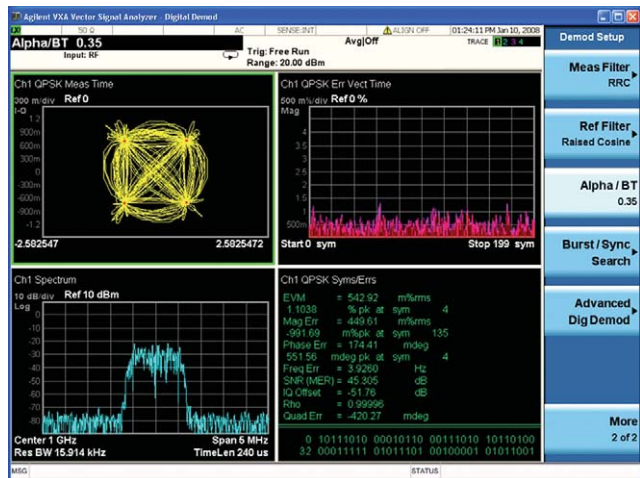 Agilent VXA Vector Signal Analyzer - Digital Demod
50 Ω AC SENSE:INT ALIGN OFF 01:24:11 PM Jan 10, 2008
Alpha/BT 0.35
Input: RF
Trig: Free Run
Range: 20.00 dBm
Avg|Off
TRACE 1 2 3 4
Demod Setup
Ch1 QPSK Meas Time
300 m/div Ref 0
I-Q
1.2
900m
600m
300m
0
-300m
-600m
-900m
-1.2
-2.582547 2.5825472
Ch1 QPSK Err Vect Time
500 m%/div Ref 0 %
Mag
4
3.5
3
2.5
2
1.5
1
500m
Start 0 sym Stop 199 sym
Ch1 Spectrum
10 dB/div Ref 10 dBm
Log
0
-10
-20
-30
-40
-50
-60
-70
-80
Center 1 GHz Span 5 MHz
Res BW 15.914 kHz TimeLen 240 us
Ch1 QPSK Syms/Errs
EVM = 542.92 m%rms
1.1038 % pk at sym 4
Mag Err = 449.61 m%rms
-991.69 m%pk at sym 135
Phase Err = 174.41 mdeg
551.56 mdeg pk at sym 4
Freq Err = 3.9260 Hz
SNR (MER) = 45.305 dB
IQ Offset = -51.76 dB
Rho = 0.99996
Quad Err = -420.27 mdeg
0 10111010 00010110 00111010 10110100
32 00011111 01011101 00100001 01011001
Meas Filter
RRC
Ref Filter
Raised Cosine
Alpha / BT
0.35
Burst / Sync
Search
Advanced
Dig Demod
More
2 of 2
MSG STATUS